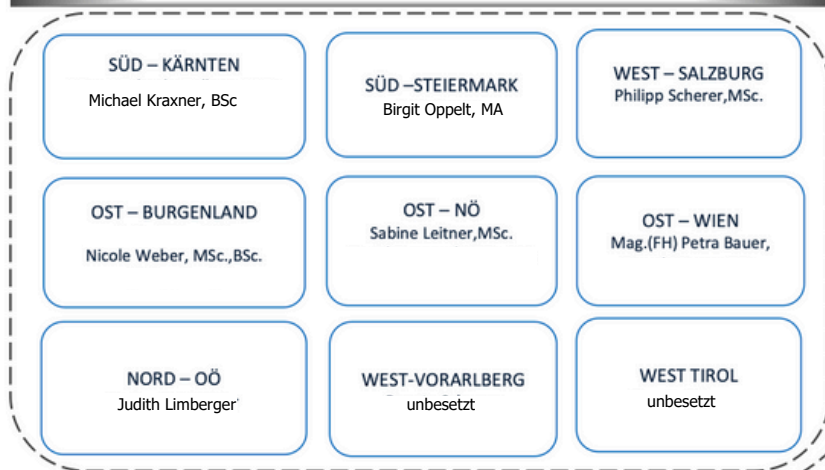 SÜD – KÄRNTEN
Michael Kraxner, BSc
SÜD –STEIERMARK
Birgit Oppelt, MA
WEST – SALZBURG
Philipp Scherer,MSc.
OST – BURGENLAND
Nicole Weber, MSc.,BSc.
OST – NÖ
Sabine Leitner,MSc.
OST – WIEN
Mag.(FH) Petra Bauer,
NORD – OÖ
Judith Limberger
WEST-VORARLBERG
unbesetzt
WEST TIROL
unbesetzt